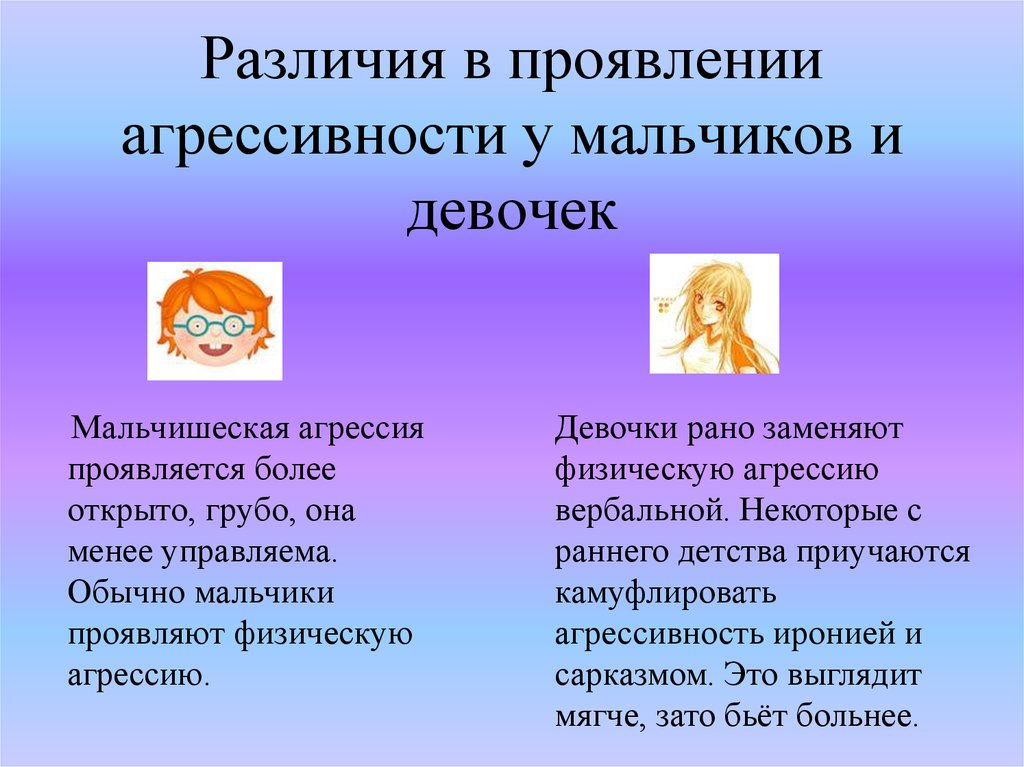 Различия в проявлении
агрессивности у мальчиков и
девочек
Мальчишеская агрессия
проявляется более
открыто, грубо, она
менее управляема.
Обычно мальчики
проявляют физическую
агрессию.
Девочки рано заменяют
физическую агрессию
вербальной. Некоторые с
раннего детства приучаются
камуфлировать
агрессивность иронией и
сарказмом. Это выглядит
мягче, зато бьёт больнее.